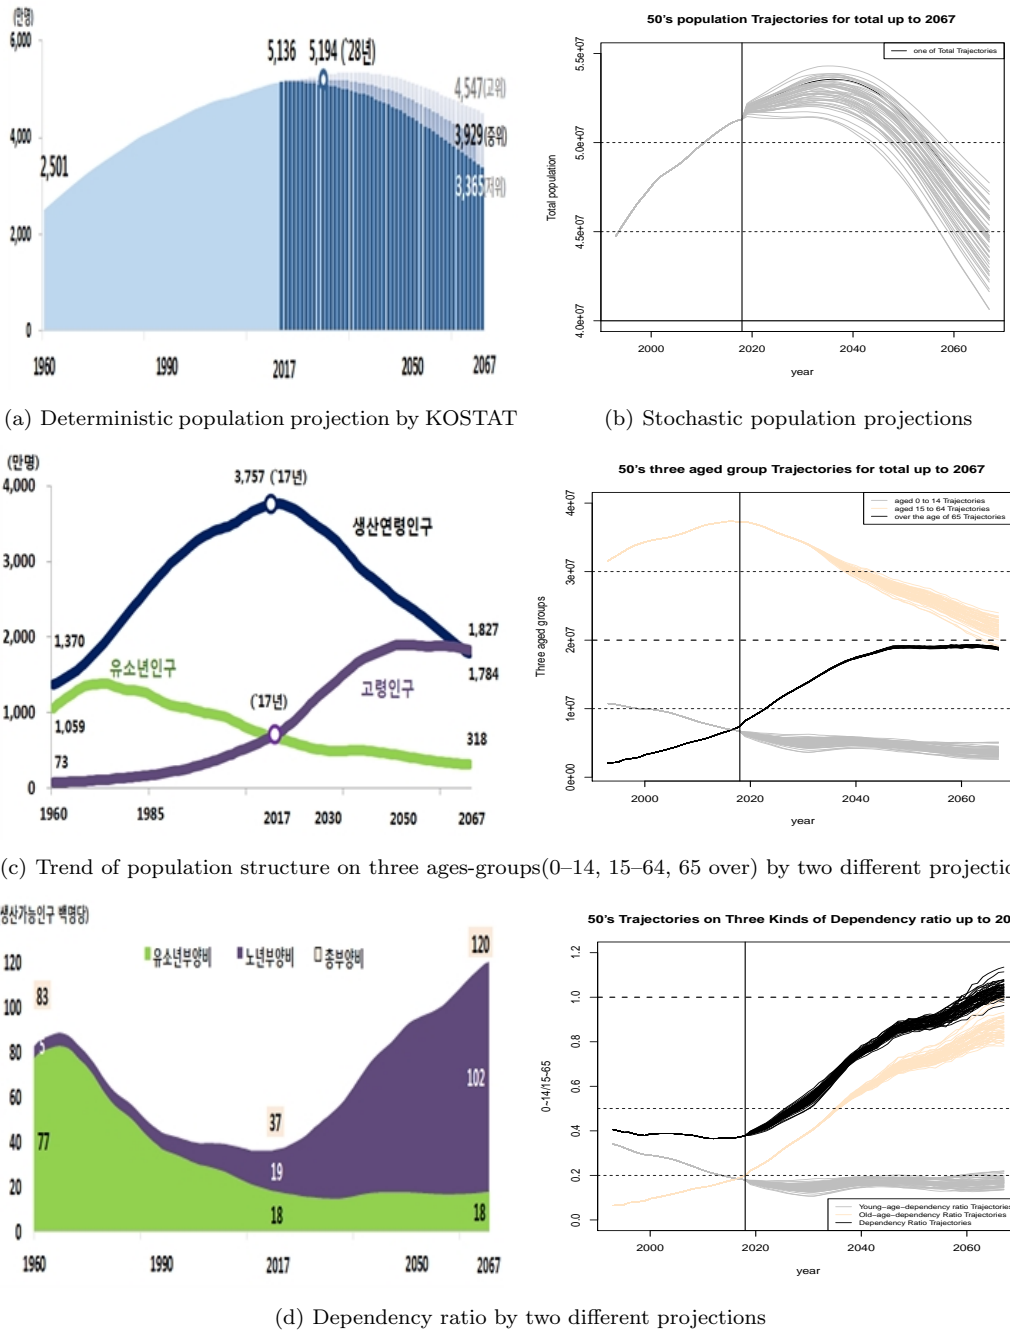 (만명)
6,000
4,000
2,000
0
2,501
5,136
5,194 (`28년)
4,547(고위)
3,929(중위)
3,365(저위)
1960
1990
2017
2050
2067
50's population Trajectories for total up to 2067
one of Total Trajectories
Total population
5.5e+07
5.0e+07
4.5e+07
4.0e+07
2000
2020
2040
2060
year
(a) Deterministic population projection by KOSTAT
(b) Stochastic population projections
(만명)
4,000
3,000
2,000
1,000
0
3,757 (`17년)
생산연령인구
1,370
유소년인구
1,059
73
(`17년)
고령인구
1,827
1,784
318
1960
1985
2017
2030
2050
2067
50's three aged group Trajectories for total up to 2067
aged 0 to 14 Trajectories
aged 15 to 64 Trajectories
over the age of 65 Trajectories
Three aged groups
4e+07
3e+07
2e+07
1e+07
0e+00
2000
2020
2040
2060
year
(c) Trend of population structure on three ages-groups(0–14, 15–64, 65 over) by two different projectio
생산가능인구 백명당)
120
100
80
60
40
20
0
83
5
77
유소년부양비
노년부양비
총부양비
37
19
18
120
102
18
1960
1990
2017
2050
2067
50's Trajectories on Three Kinds of Dependency ratio up to 20
0~14/15~65
1.2
1.0
0.8
0.6
0.4
0.2
0.0
Young−age−dependency ratio Trajectories
Old−age−dependency Ratio Trajectories
Dependency Ratio Trajectories
2000
2020
2040
2060
year
(d) Dependency ratio by two different projections